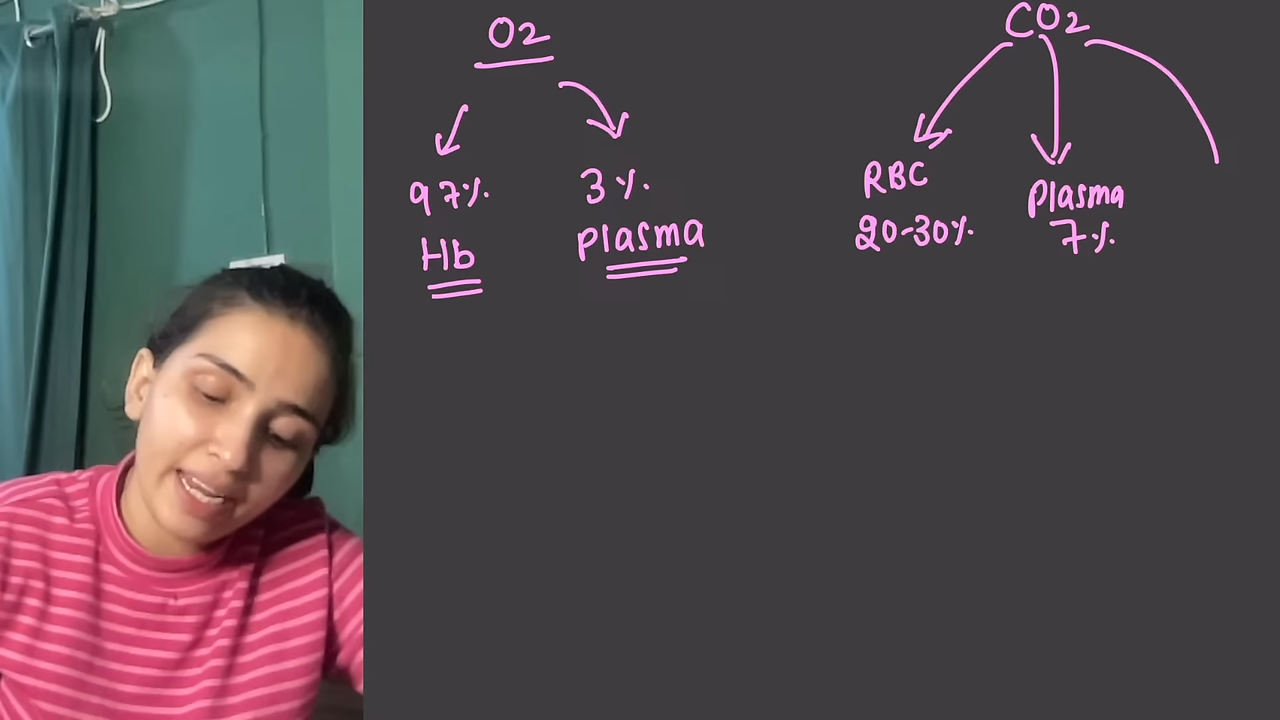 O2
97%.
Hb
3%.
Plasma
CO2
RBC
20-30%.
Plasma
7%.